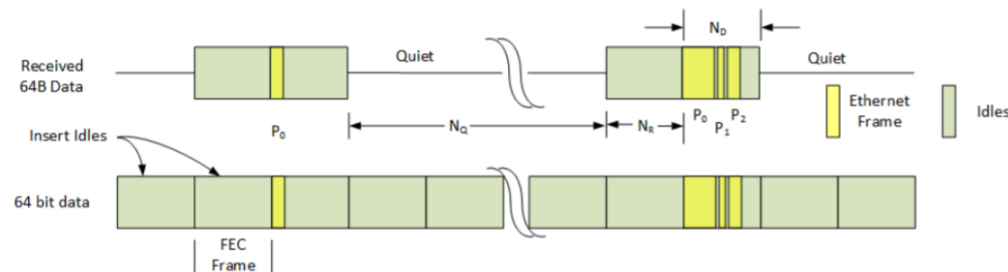 N_D
Received
64B Data
Quiet
Quiet
Ethernet
Frame
Idles
P_0
P_0
P_1
P_2
N_Q
N_R
Insert Idles
64 bit data
FEC
Frame